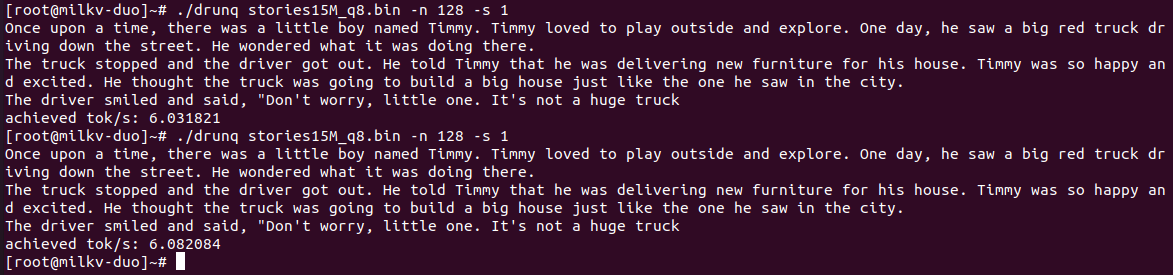 [root@milkv-duo]~# ./drunq stories15M_q8.bin -n 128 -s 1
Once upon a time, there was a little boy named Timmy. Timmy loved to play outside and explore. One day, he saw a big red truck dr
iving down the street. He wondered what it was doing there.
The truck stopped and the driver got out. He told Timmy that he was delivering new furniture for his house. Timmy was so happy an
d excited. He thought the truck was going to build a big house just like the one he saw in the city.
The driver smiled and said, "Don't worry, little one. It's not a huge truck
achieved tok/s: 6.031821
[root@milkv-duo]~# ./drunq stories15M_q8.bin -n 128 -s 1
Once upon a time, there was a little boy named Timmy. Timmy loved to play outside and explore. One day, he saw a big red truck dr
iving down the street. He wondered what it was doing there.
The truck stopped and the driver got out. He told Timmy that he was delivering new furniture for his house. Timmy was so happy an
d excited. He thought the truck was going to build a big house just like the one he saw in the city.
The driver smiled and said, "Don't worry, little one. It's not a huge truck
achieved tok/s: 6.082084
[root@milkv-duo]~#